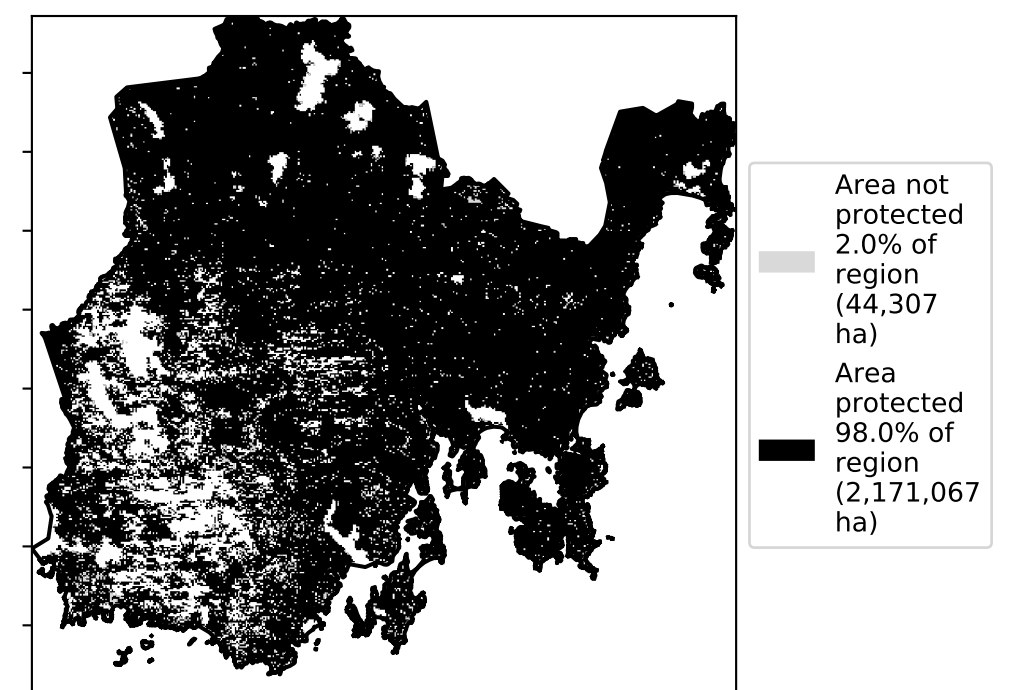 Area not
protected
2.0% of
region
(44,307
ha)
Area
protected
98.0% of
region
(2,171,067
ha)